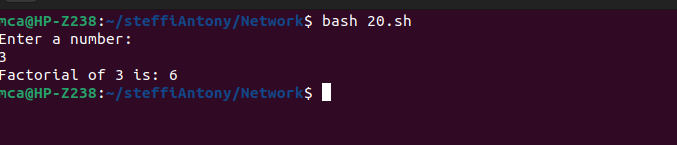 mca@HP-Z238:~/steffiAntony/Network$ bash 20.sh
Enter a number:
3
Factorial of 3 is: 6
mca@HP-Z238:~/steffiAntony/Network$